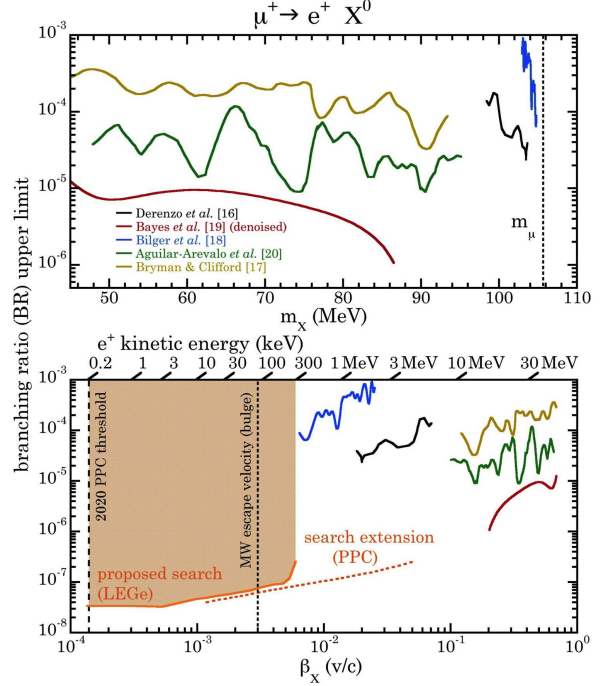 μ⁺→ e⁺ X⁰
10⁻³
10⁻⁴
10⁻⁵
10⁻⁶
Derenzo et al. [16]
Bayes et al. [19] (denoised)
Bilger et al. [18]
Aguilar-Arevalo et al. [20]
Bryman & Clifford [17]
m_μ
50 60 70 80 90 100 110
m_X (MeV)
branching ratio (BR) upper limit
e⁺ kinetic energy (keV)
0.2 1 3 10 30 100 300 1 MeV 3 MeV 10 MeV 30 MeV
10⁻³
10⁻⁴
10⁻⁵
10⁻⁶
10⁻⁷
10⁻⁸
2020 PPC threshold
MW escape velocity (bulge)
search extension
(PPC)
proposed search
(LEGe)
10⁻⁴ 10⁻³ 10⁻² 10⁻¹ 10⁰
β_X (v/c)